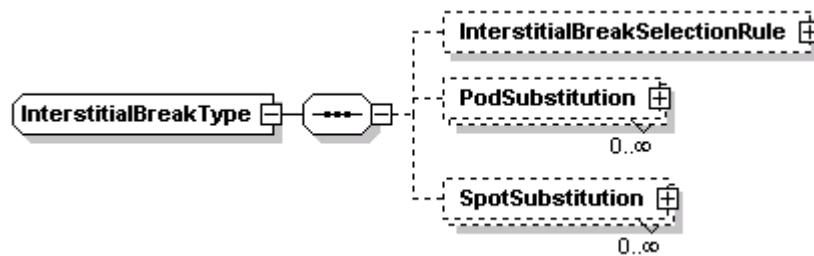 InterstitialBreakSelectionRule
PodSubstitution
0..∞
InterstitialBreakType
SpotSubstitution
0..∞